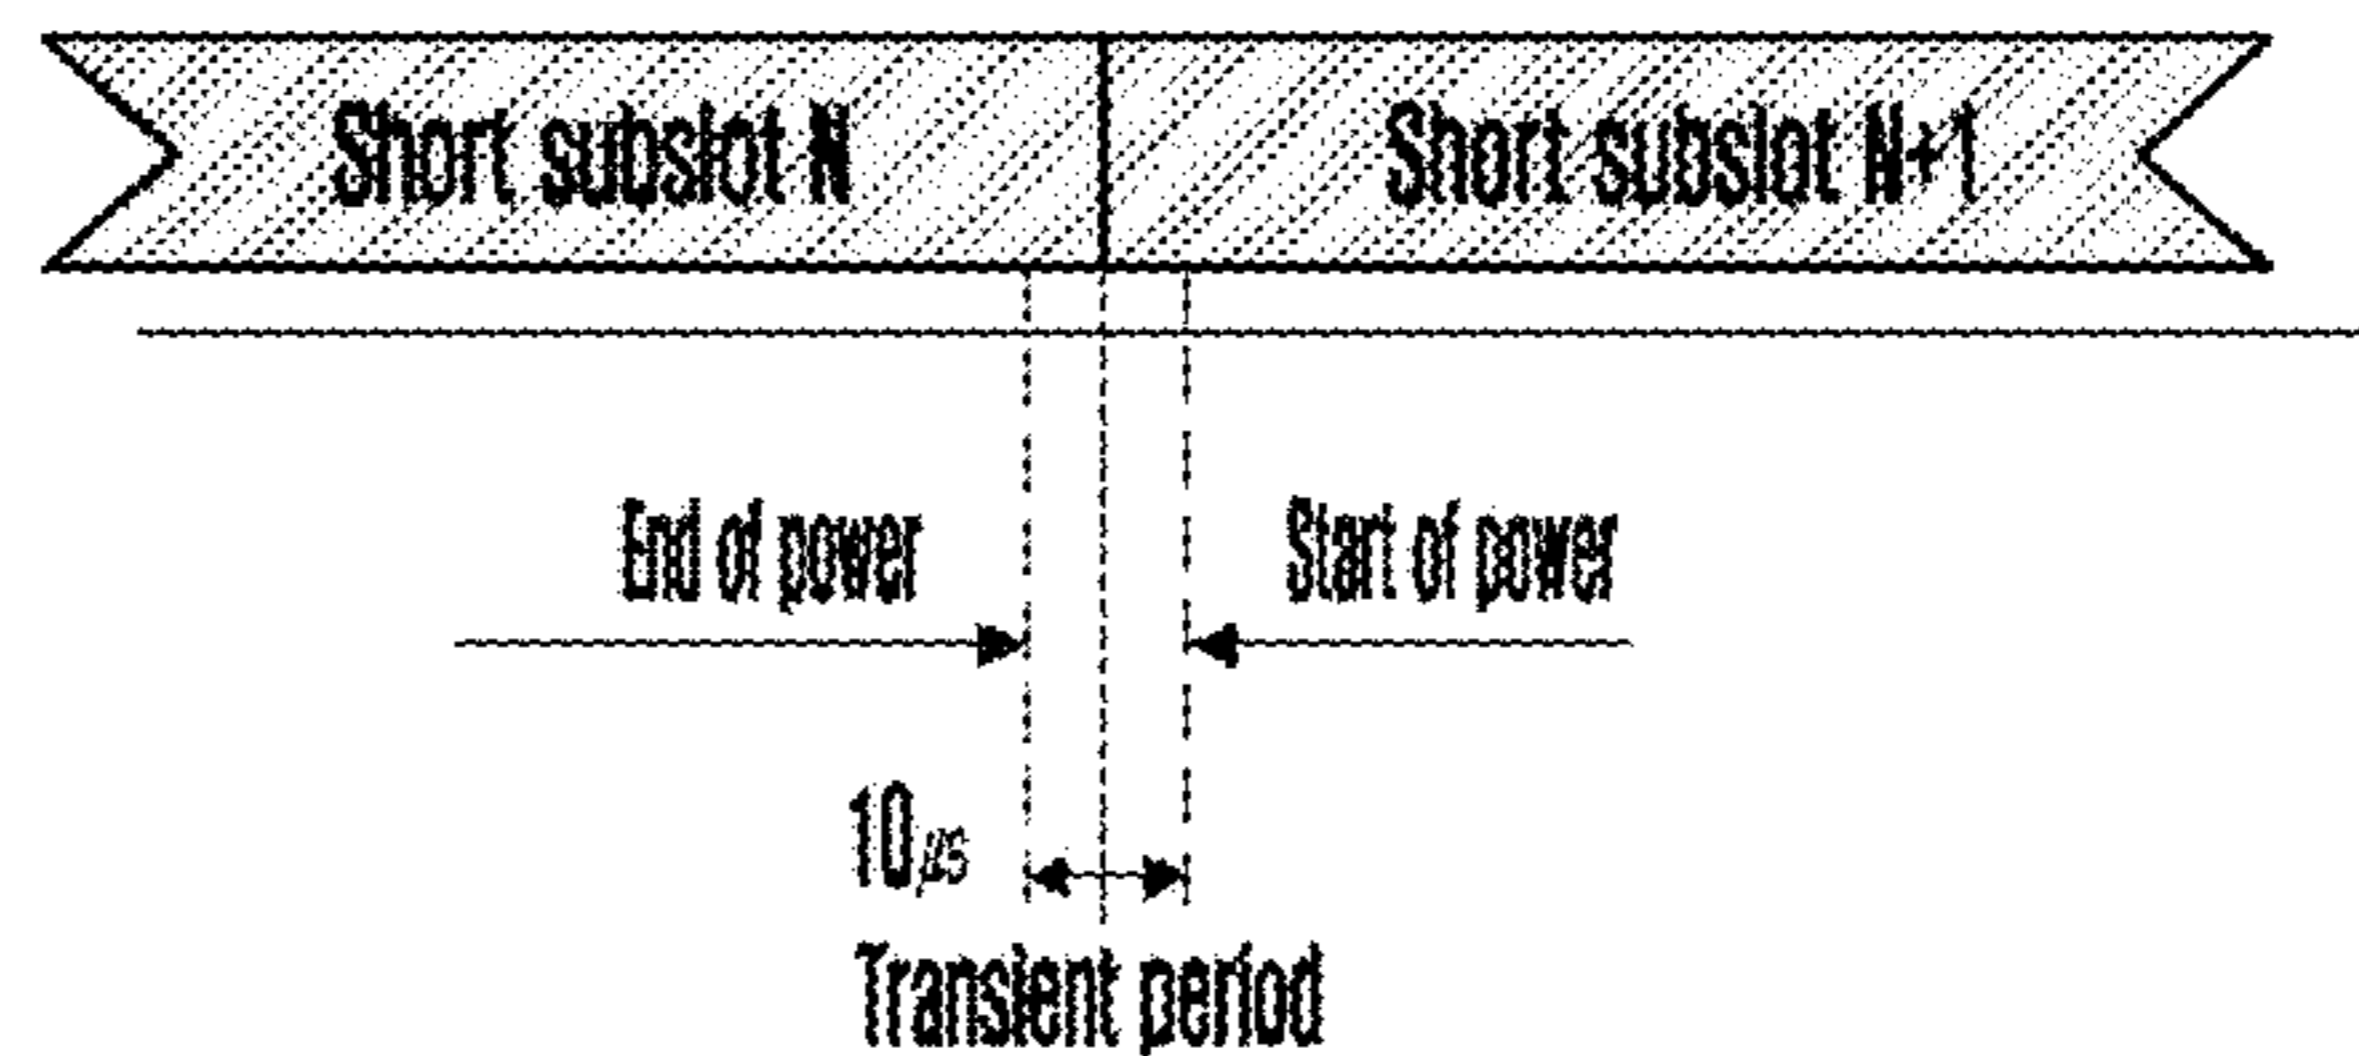 Short subslot N
Short subslot N+1
End of power
Start of power
10㎲
Transient period